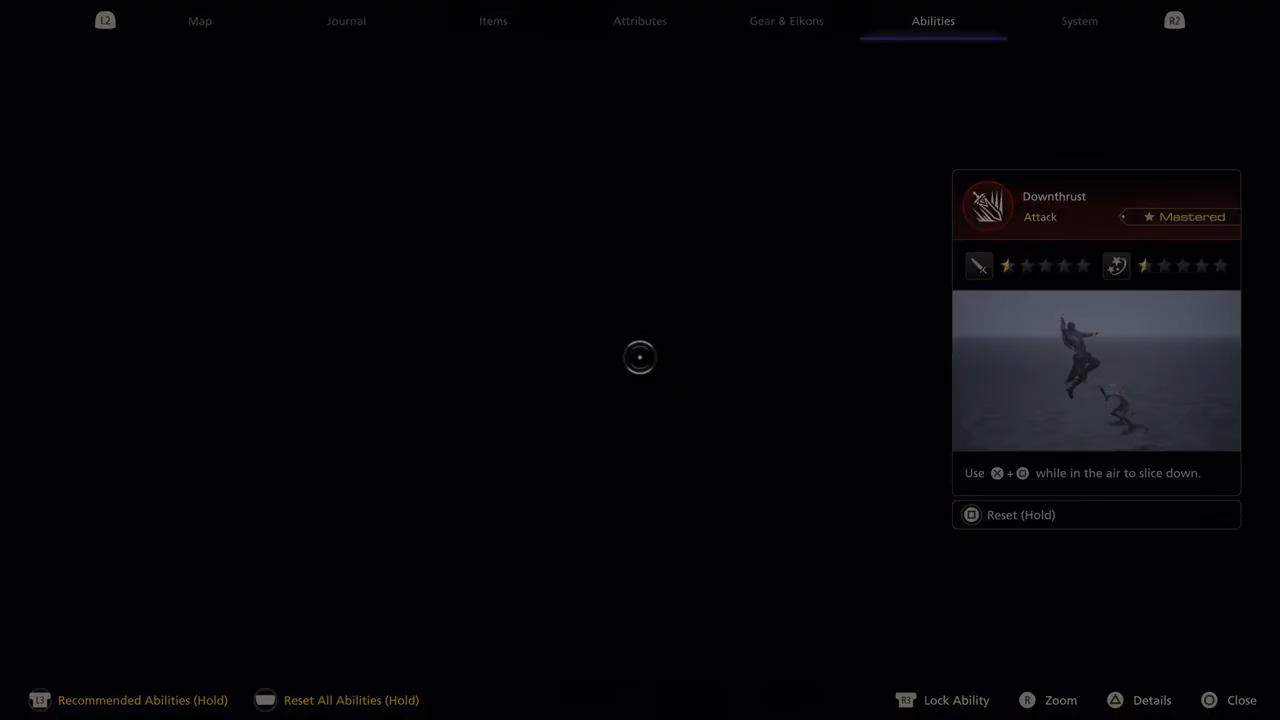 L2 Map Journal Items Attributes Gear & Eikons Abilities System R2
Downthrust
Attack
Mastered
Use + while in the air to slice down.
Reset (Hold)
L3 Recommended Abilities (Hold) Reset All Abilities (Hold) R3 Lock Ability R Zoom Details Close